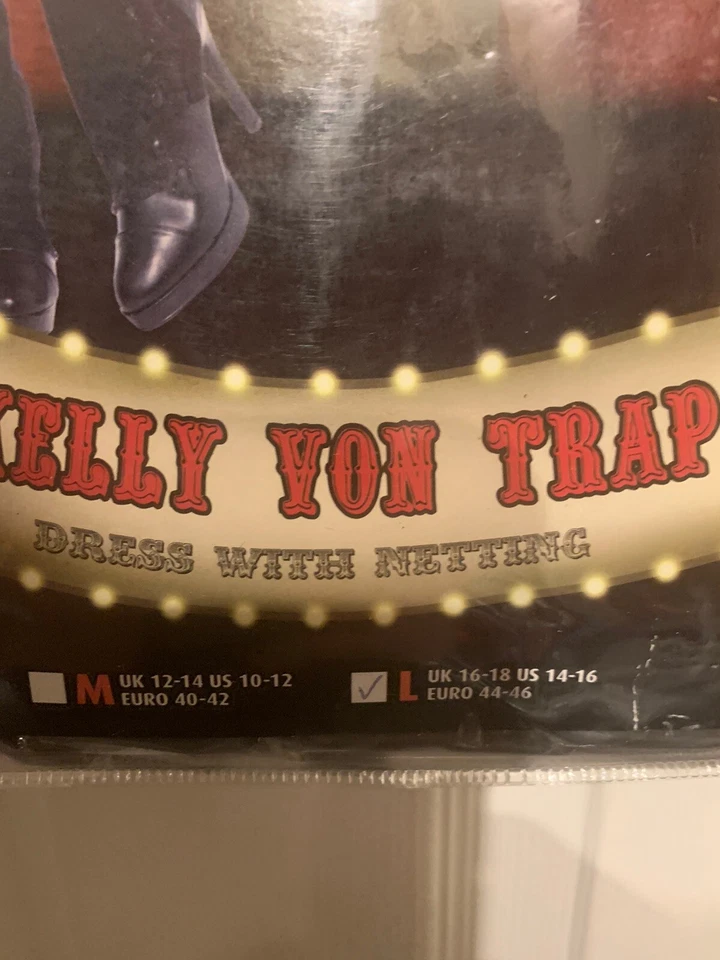 KELLY VON TRAP
DRESS WITH NETTING
M UK 12-14 US 10-12
EURO 40-42
L UK 16-18 US 14-16
EURO 44-46